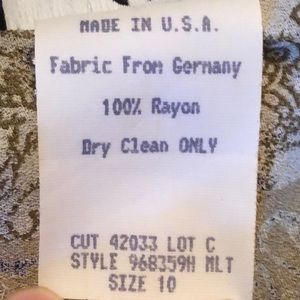 MADE IN U.S.A.
Fabric From Germany
100% Rayon
Dry Clean ONLY
CUT 42033 LOT C
STYLE 968359H MLT
SIZE 10